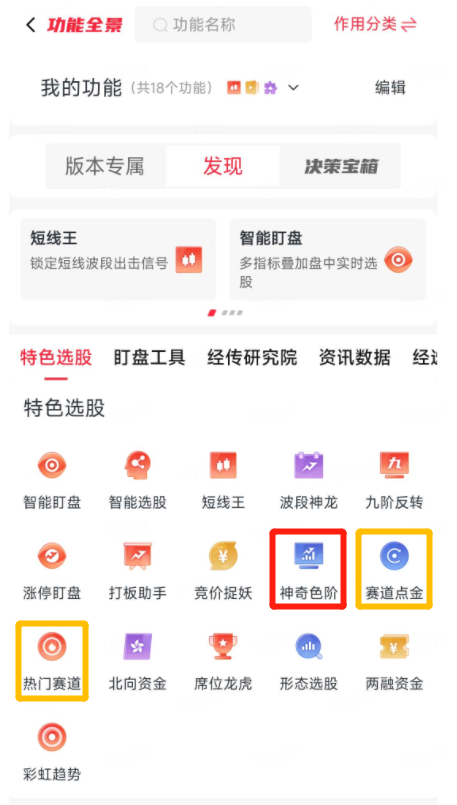 功能全景 功能名称 作用分类
我的功能 (共18个功能) 编辑
版本专属 发现 决策宝箱
短线王 智能盯盘
锁定短线波段出击信号 多指标叠加盘中实时选
股
特色选股 盯盘工具 经传研究院 资讯数据 经
特色选股
智能盯盘 智能选股 短线王 波段神龙 九阶反转
涨停盯盘 打板助手 竞价捉妖 神奇色阶 赛道点金
热门赛道 北向资金 席位龙虎 形态选股 两融资金
彩虹趋势